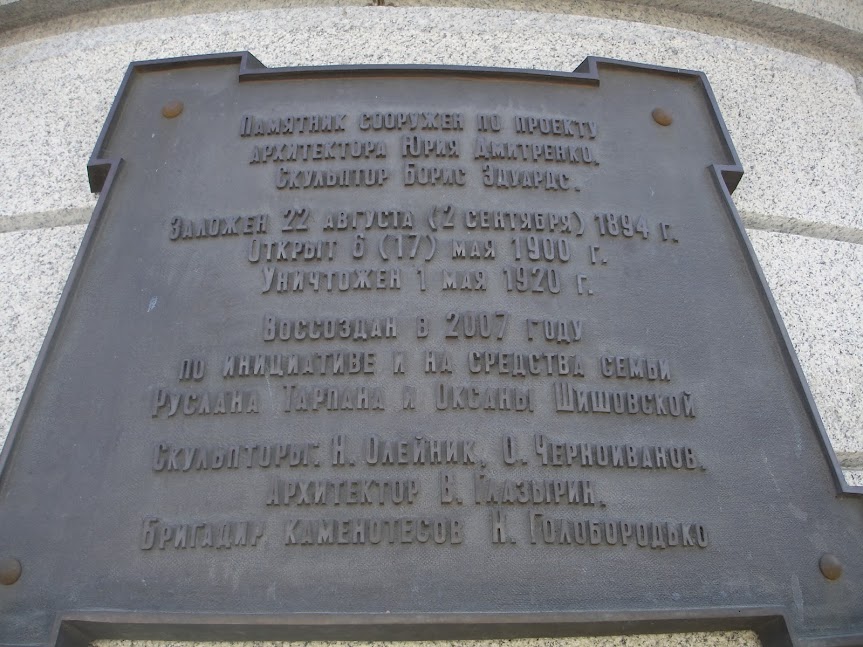 Памятник сооружен по проекту
архитектора Юрия Дмитренко.
Скульптор Борис Эдуардс.
Заложен 22 августа (2 сентября) 1894 г.
Открыт 6 (17) мая 1900 г.
Уничтожен 1 мая 1920 г.
Воссоздан в 2007 году
по инициативе и на средства семьи
Руслана Тарпана и Оксаны Шишовской
Скульпторы: Н. Олейник, О. Черноиванов.
Архитектор В. Глазырин.
Бригадир каменотесов Н. Голобородько